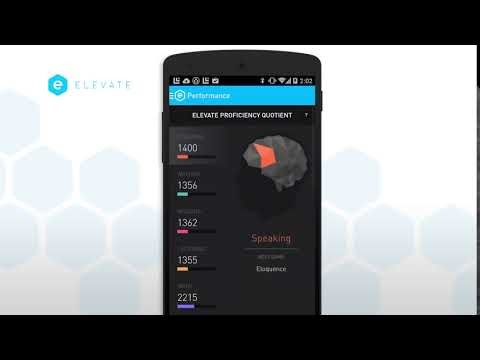 ELEVATE
2:02
Performance
ELEVATE PROFICIENCY QUOTIENT ?
1400
1356
1362
1355
2215
Speaking
Eloquence